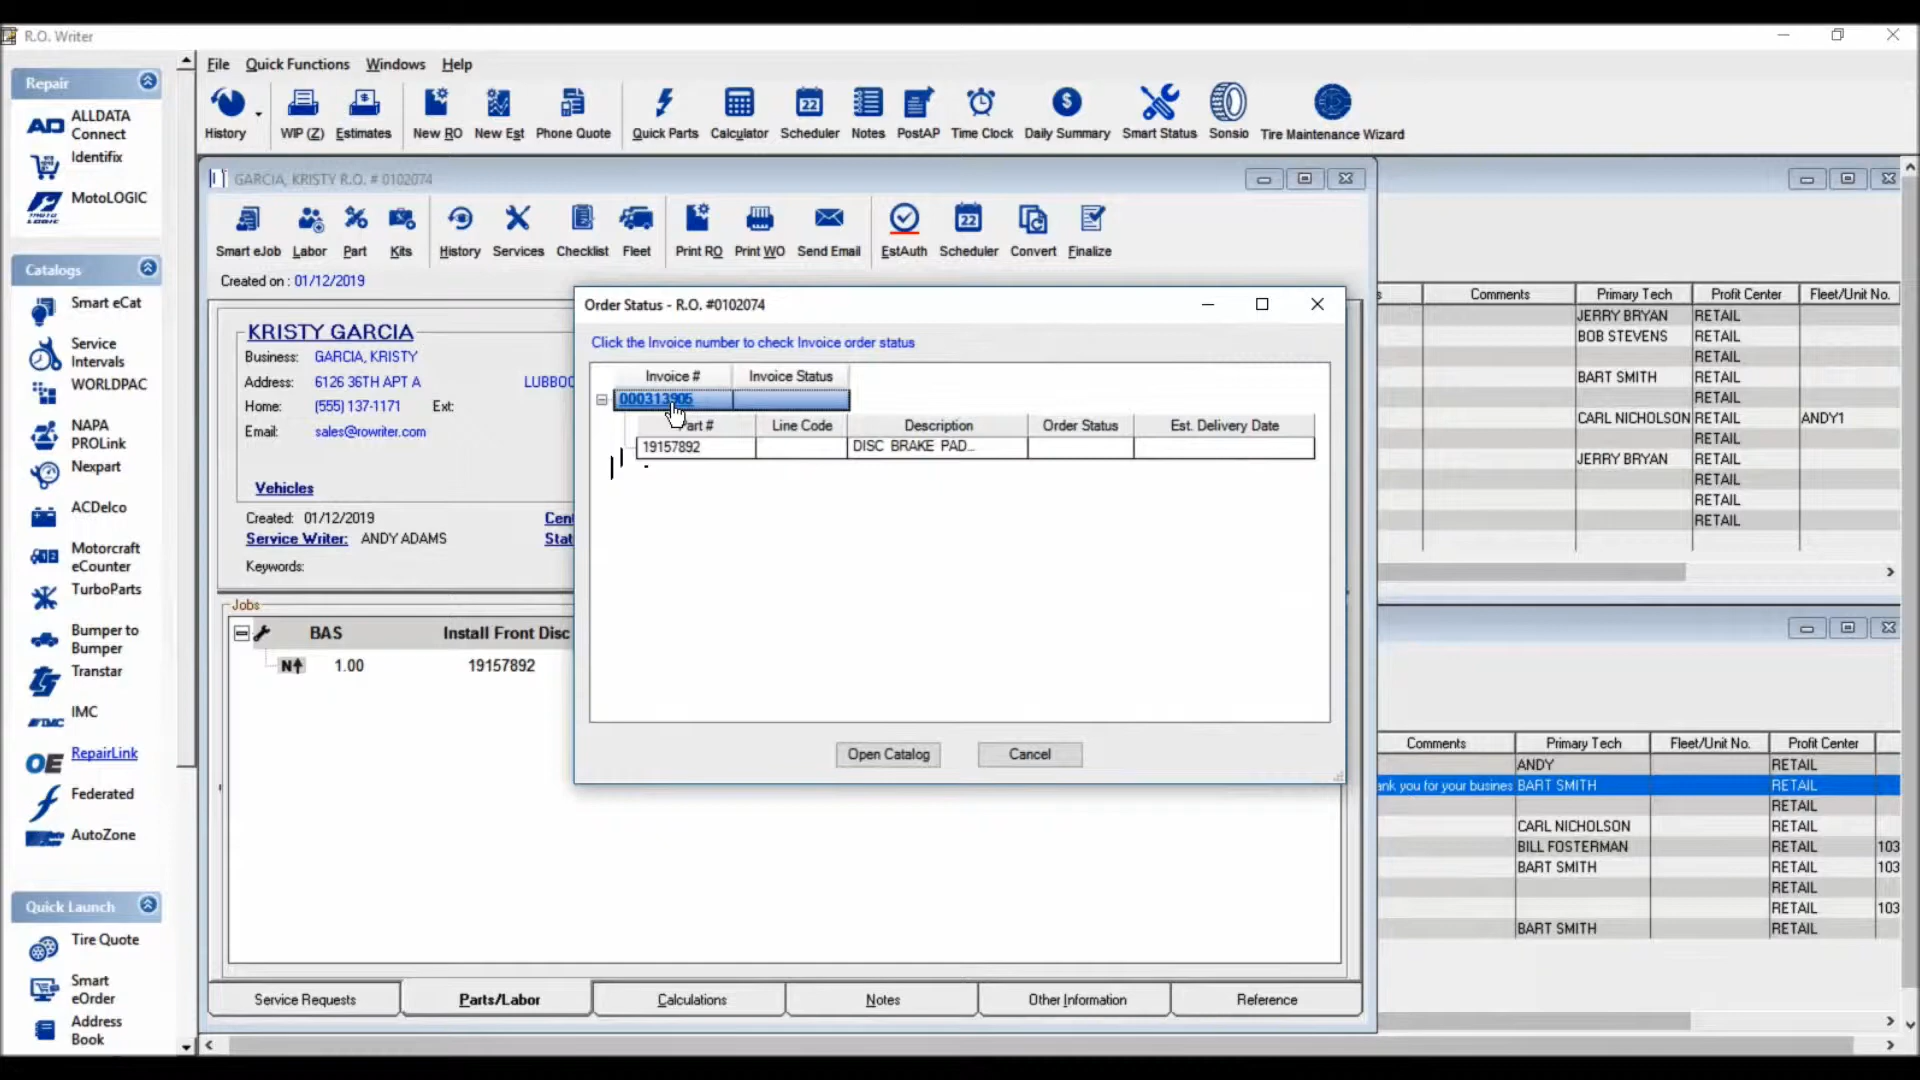 R.O. Writer
File Quick Functions Windows Help
History WIP (Z) Estimates New RO New Est Phone Quote Quick Parts Calculator Scheduler Notes PostAP Time Clock Daily Summary Smart Status Sonsio Tire Maintenance Wizard
Repair
ALLDATA
Connect
Identifix
MotoLOGIC
Catalogs
Smart eCat
Service
Intervals
WORLDPAC
NAPA
PROLink
Nexpart
ACDelco
Motorcraft
eCounter
TurboParts
Bumper to
Bumper
Transtar
IMC
RepairLink
Federated
AutoZone
Quick Launch
Tire Quote
Smart
eOrder
Address
Book
GARCIA, KRISTY R.O. # 0102074
Smart eJob Labor Part Kits History Services Checklist Fleet Print RO Print WO Send Email EstAuth Scheduler Convert Finalize
Created on : 01/12/2019
KRISTY GARCIA
Business: GARCIA, KRISTY
Address: 6126 36TH APT A LUBBOC
Home: (555) 137-1171 Ext:
Email: sales@rowriter.com
Vehicles
Created: 01/12/2019 Cent
Service Writer: ANDY ADAMS Stat
Keywords:
Jobs
BAS Install Front Disc
N 1.00 19157892
Service Requests Parts/Labor Calculations Notes Other Information Reference
Order Status - R.O. #0102074
Click the Invoice number to check Invoice order status
Invoice # Invoice Status
000313905
Part # Line Code Description Order Status Est. Delivery Date
19157892 DISC BRAKE PAD...
Open Catalog Cancel
s Comments Primary Tech Profit Center Fleet/Unit No.
JERRY BRYAN RETAIL
BOB STEVENS RETAIL
RETAIL
BART SMITH RETAIL
RETAIL
CARL NICHOLSON RETAIL ANDY1
RETAIL
JERRY BRYAN RETAIL
RETAIL
RETAIL
RETAIL
Comments Primary Tech Fleet/Unit No. Profit Center
ANDY RETAIL
ank you for your busines BART SMITH RETAIL
RETAIL
CARL NICHOLSON RETAIL
BILL FOSTERMAN RETAIL 103
BART SMITH RETAIL 103
RETAIL
RETAIL 103
BART SMITH RETAIL